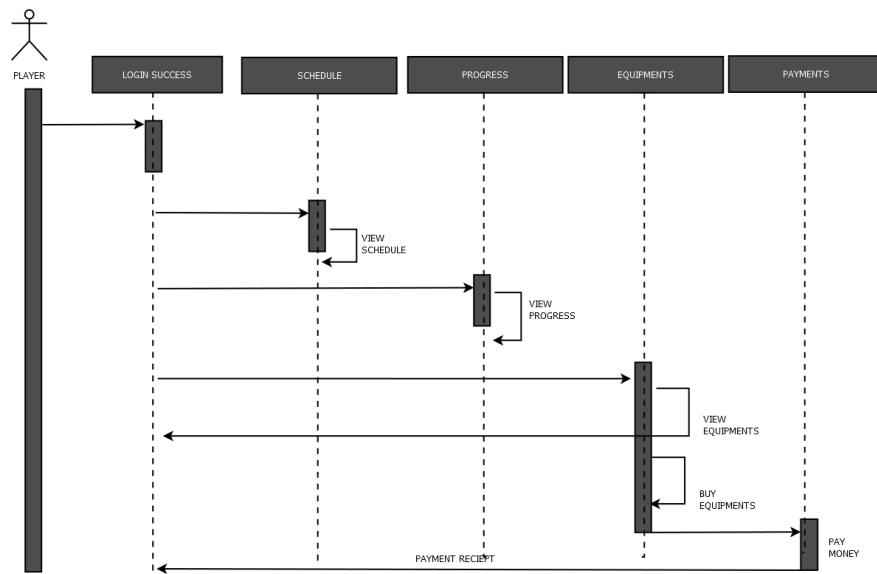 PLAYER
LOGIN SUCCESS
SCHEDULE
PROGRESS
EQUIPMENTS
PAYMENTS
VIEW
SCHEDULE
VIEW
PROGRESS
VIEW
EQUIPMENTS
BUY
EQUIPMENTS
PAY
MONEY
PAYMENT RECIEPT